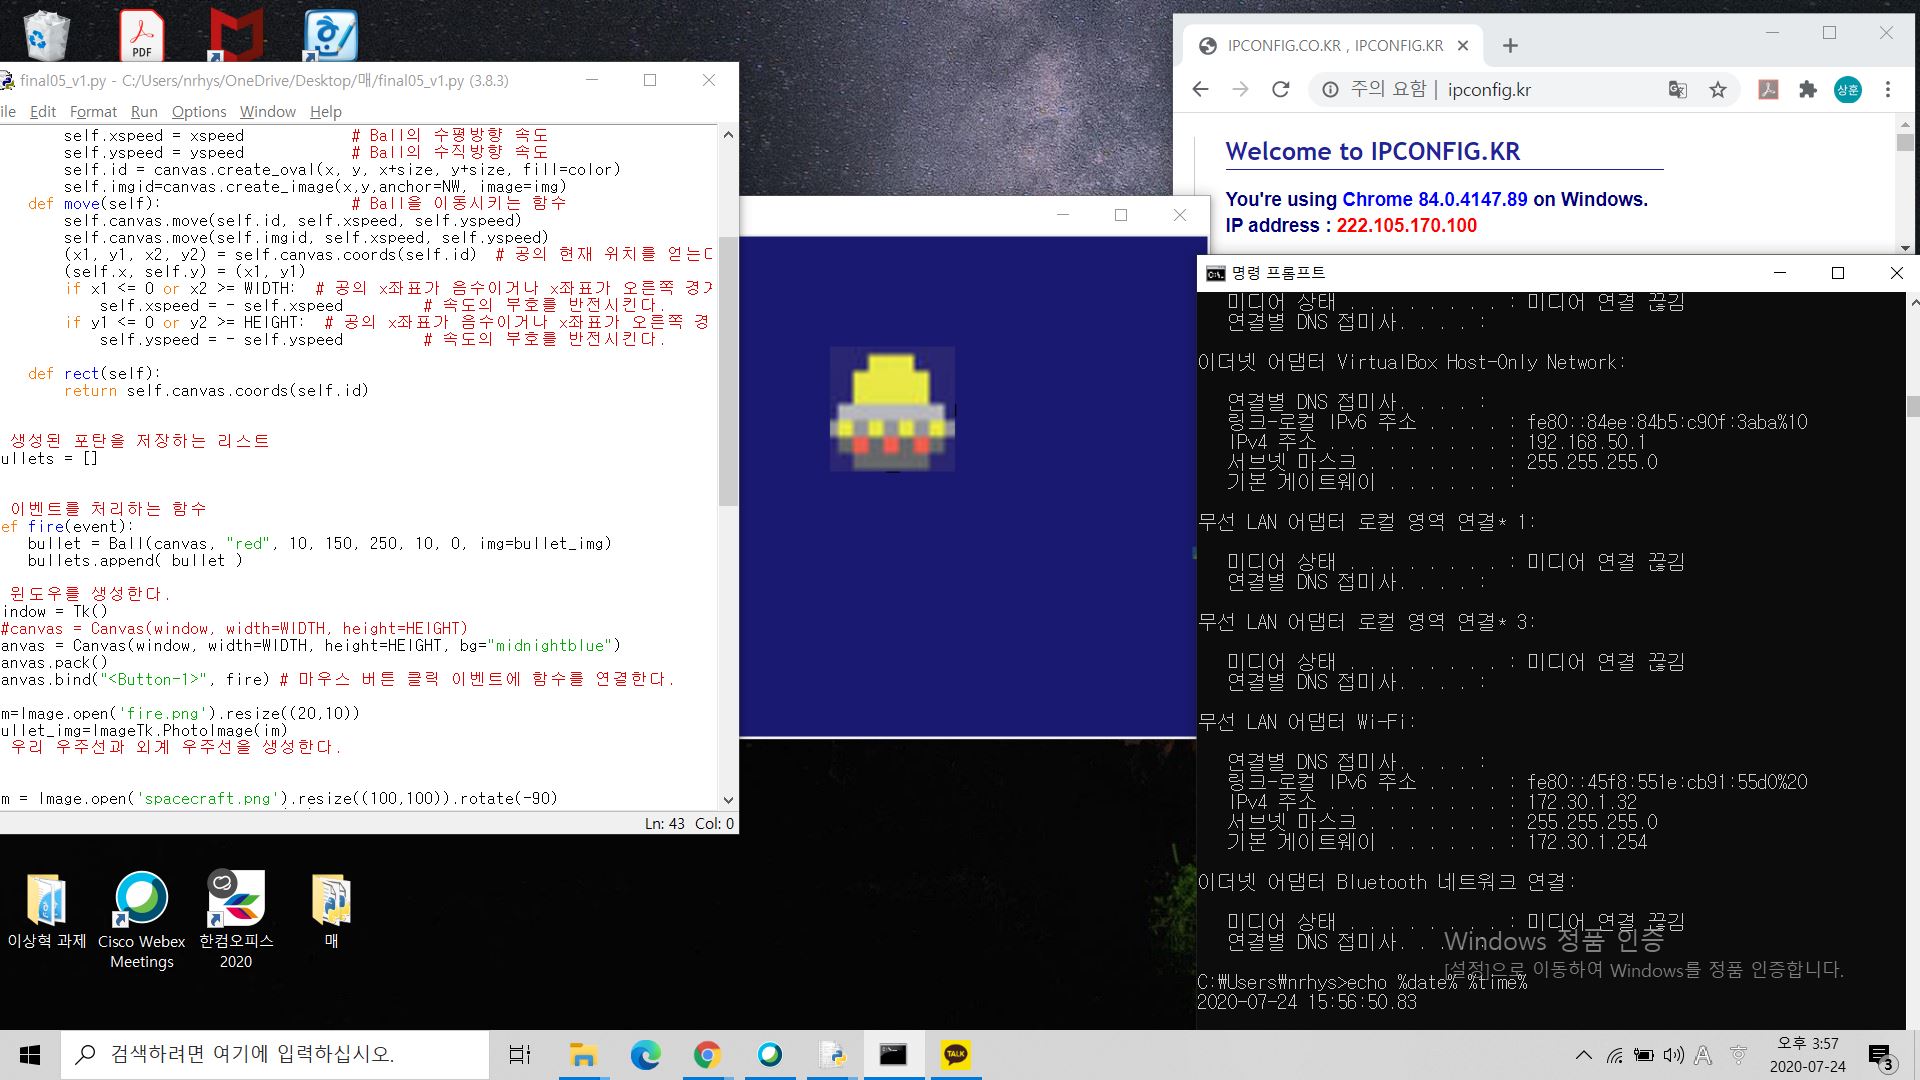 final05_v1.py - C:/Users/nrhys/OneDrive/Desktop/매/final05_v1.py (3.8.3)
ile Edit Format Run Options Window Help
self.xspeed = xspeed # Ball의 수평방향 속도
self.yspeed = yspeed # Ball의 수직방향 속도
self.id = canvas.create_oval(x, y, x+size, y+size, fill=color)
self.imgid=canvas.create_image(x,y,anchor=NW, image=img)
def move(self): # Ball을 이동시키는 함수
self.canvas.move(self.id, self.xspeed, self.yspeed)
self.canvas.move(self.imgid, self.xspeed, self.yspeed)
(x1, y1, x2, y2) = self.canvas.coords(self.id) # 공의 현재 위치를 얻는다
(self.x, self.y) = (x1, y1)
if x1 <= 0 or x2 >= WIDTH: # 공의 x좌표가 음수이거나 x좌표가 오른쪽 경계
self.xspeed = - self.xspeed # 속도의 부호를 반전시킨다.
if y1 <= 0 or y2 >= HEIGHT: # 공의 x좌표가 음수이거나 x좌표가 오른쪽 경
self.yspeed = - self.yspeed # 속도의 부호를 반전시킨다.
def rect(self):
return self.canvas.coords(self.id)
생성된 포탄을 저장하는 리스트
ullets = []
이벤트를 처리하는 함수
ef fire(event):
bullet = Ball(canvas, "red", 10, 150, 250, 10, 0, img=bullet_img)
bullets.append( bullet )
윈도우를 생성한다.
indow = Tk()
#canvas = Canvas(window, width=WIDTH, height=HEIGHT)
anvas = Canvas(window, width=WIDTH, height=HEIGHT, bg="midnightblue")
anvas.pack()
anvas.bind("<Button-1>", fire) # 마우스 버튼 클릭 이벤트에 함수를 연결한다.
m=Image.open('fire.png').resize((20,10))
ullet_img=ImageTk.PhotoImage(im)
우리 우주선과 외계 우주선을 생성한다.
m = Image.open('spacecraft.png').resize((100,100)).rotate(-90)
Ln: 43 Col: 0
IPCONFIG.CO.KR , IPCONFIG.KR
주의 요함 | ipconfig.kr
상훈
Welcome to IPCONFIG.KR
You're using Chrome 84.0.4147.89 on Windows.
IP address : 222.105.170.100
명령 프롬프트
미디어 상태 . . . . . . . . : 미디어 연결 끊김
연결별 DNS 접미사. . . . :
이더넷 어댑터 VirtualBox Host-Only Network:
연결별 DNS 접미사. . . . :
링크-로컬 IPv6 주소 . . . . : fe80::84ee:84b5:c90f:3aba%10
IPv4 주소 . . . . . . . . . : 192.168.50.1
서브넷 마스크 . . . . . . . : 255.255.255.0
기본 게이트웨이 . . . . . . :
무선 LAN 어댑터 로컬 영역 연결* 1:
미디어 상태 . . . . . . . . : 미디어 연결 끊김
연결별 DNS 접미사. . . . :
무선 LAN 어댑터 로컬 영역 연결* 3:
미디어 상태 . . . . . . . . : 미디어 연결 끊김
연결별 DNS 접미사. . . . :
무선 LAN 어댑터 Wi-Fi:
연결별 DNS 접미사. . . . :
링크-로컬 IPv6 주소 . . . . : fe80::45f8:551e:cb91:55d0%20
IPv4 주소 . . . . . . . . . : 172.30.1.32
서브넷 마스크 . . . . . . . : 255.255.255.0
기본 게이트웨이 . . . . . . : 172.30.1.254
이더넷 어댑터 Bluetooth 네트워크 연결:
미디어 상태 . . . . . . . . : 미디어 연결 끊김
연결별 DNS 접미사. . .
Windows 정품 인증
[설정]으로 이동하여 Windows를 정품 인증합니다.
C:\Users\nrhys>echo %date% %time%
2020-07-24 15:56:50.83
PDF
이상혁 과제
Cisco Webex Meetings
한컴오피스 2020
매
검색하려면 여기에 입력하십시오.
TALK
A
오후 3:57
2020-07-24
3